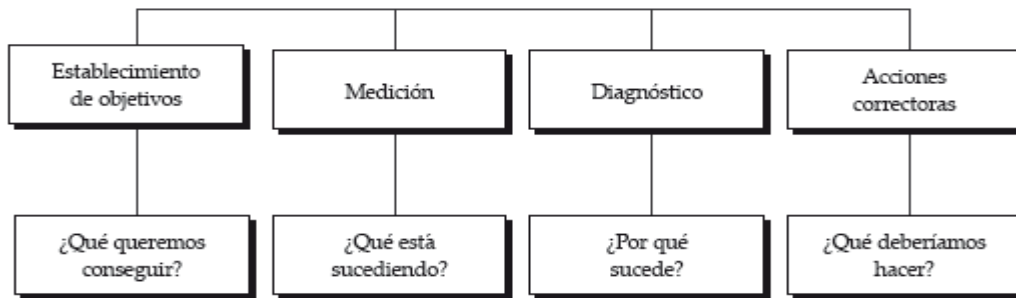 Establecimiento
de objetivos
Medición
Diagnóstico
Acciones
correctoras
¿Qué queremos
conseguir?
¿Qué está
sucediendo?
¿Por qué
sucede?
¿Qué deberíamos
hacer?